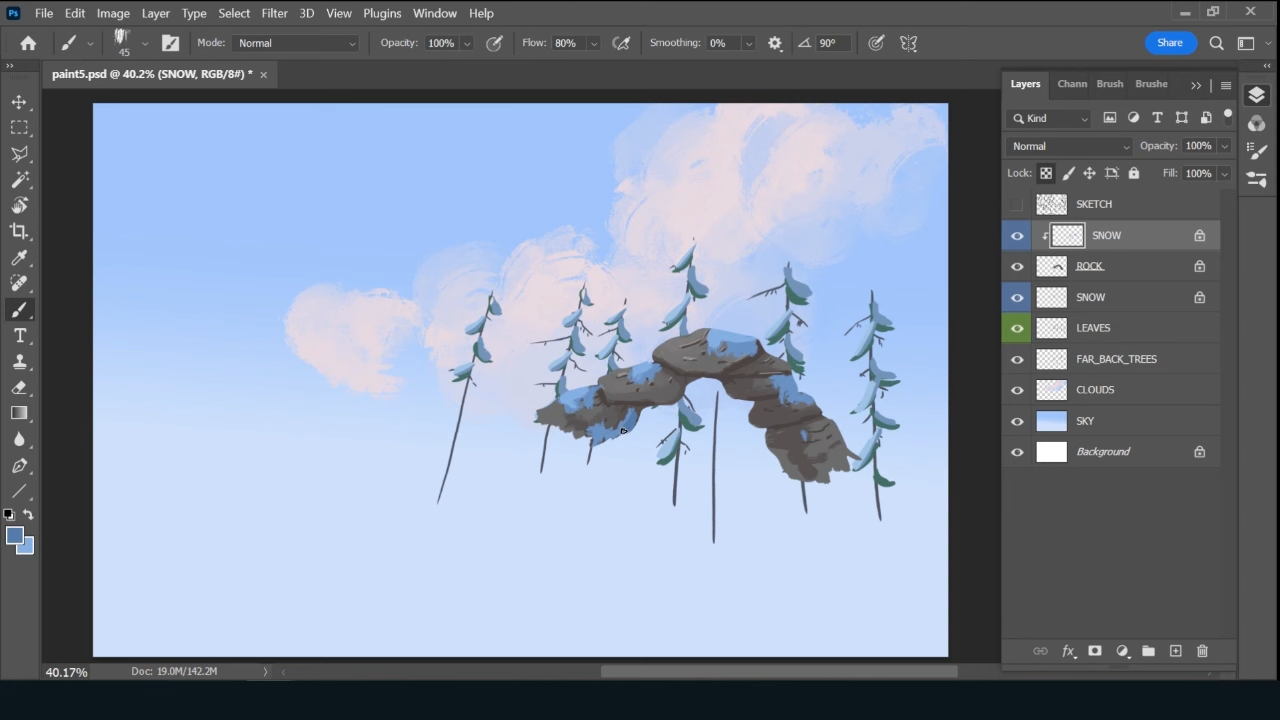 Ps File Edit Image Layer Type Select Filter 3D View Plugins Window Help
45 Mode: Normal Opacity: 100% Flow: 80% Smoothing: 0% 90° Share
paint5.psd @ 40.2% (SNOW, RGB/8#) * ×
Layers Chann Brush Brushe
Kind
Normal Opacity: 100%
Lock: Fill: 100%
SKETCH
SNOW
ROCK
SNOW
LEAVES
FAR_BACK_TREES
CLOUDS
SKY
Background
fx
40.17% Doc: 19.0M/142.2M